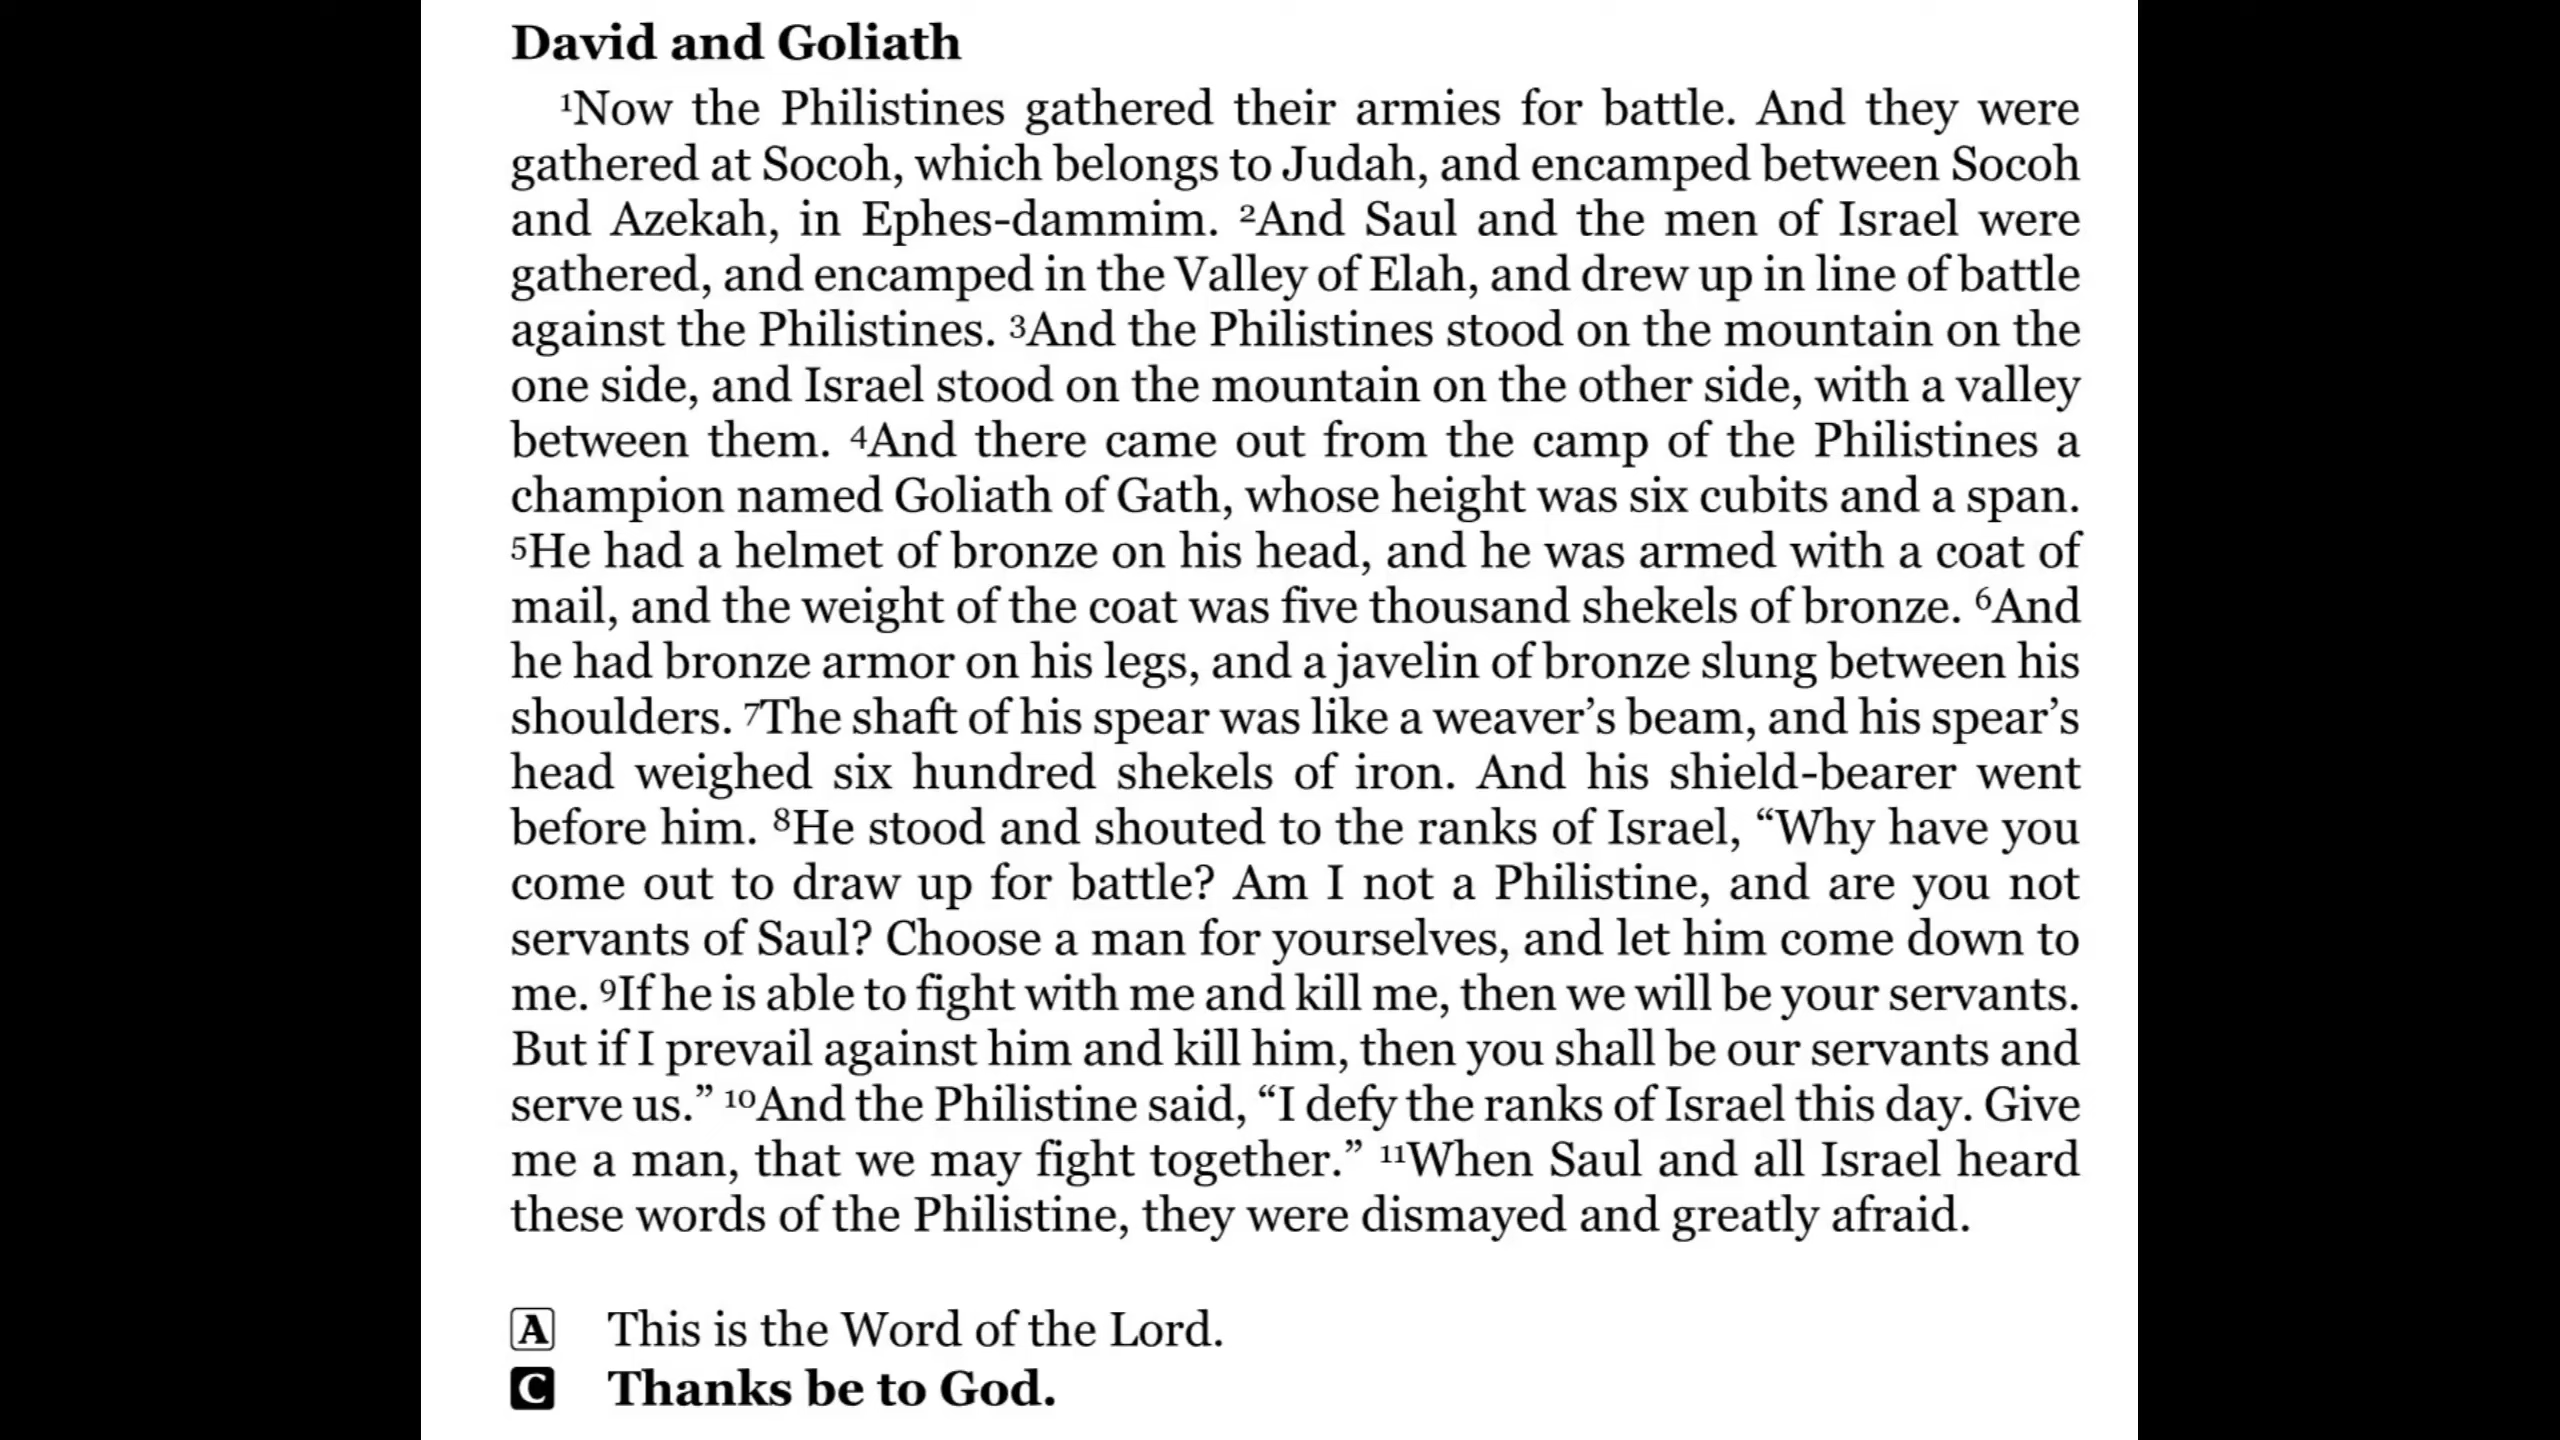 David and Goliath
¹Now the Philistines gathered their armies for battle. And they were
gathered at Socoh, which belongs to Judah, and encamped between Socoh
and Azekah, in Ephes-dammim. ²And Saul and the men of Israel were
gathered, and encamped in the Valley of Elah, and drew up in line of battle
against the Philistines. ³And the Philistines stood on the mountain on the
one side, and Israel stood on the mountain on the other side, with a valley
between them. ⁴And there came out from the camp of the Philistines a
champion named Goliath of Gath, whose height was six cubits and a span.
⁵He had a helmet of bronze on his head, and he was armed with a coat of
mail, and the weight of the coat was five thousand shekels of bronze. ⁶And
he had bronze armor on his legs, and a javelin of bronze slung between his
shoulders. ⁷The shaft of his spear was like a weaver’s beam, and his spear’s
head weighed six hundred shekels of iron. And his shield-bearer went
before him. ⁸He stood and shouted to the ranks of Israel, “Why have you
come out to draw up for battle? Am I not a Philistine, and are you not
servants of Saul? Choose a man for yourselves, and let him come down to
me. ⁹If he is able to fight with me and kill me, then we will be your servants.
But if I prevail against him and kill him, then you shall be our servants and
serve us.” ¹⁰And the Philistine said, “I defy the ranks of Israel this day. Give
me a man, that we may fight together.” ¹¹When Saul and all Israel heard
these words of the Philistine, they were dismayed and greatly afraid.
A This is the Word of the Lord.
C Thanks be to God.